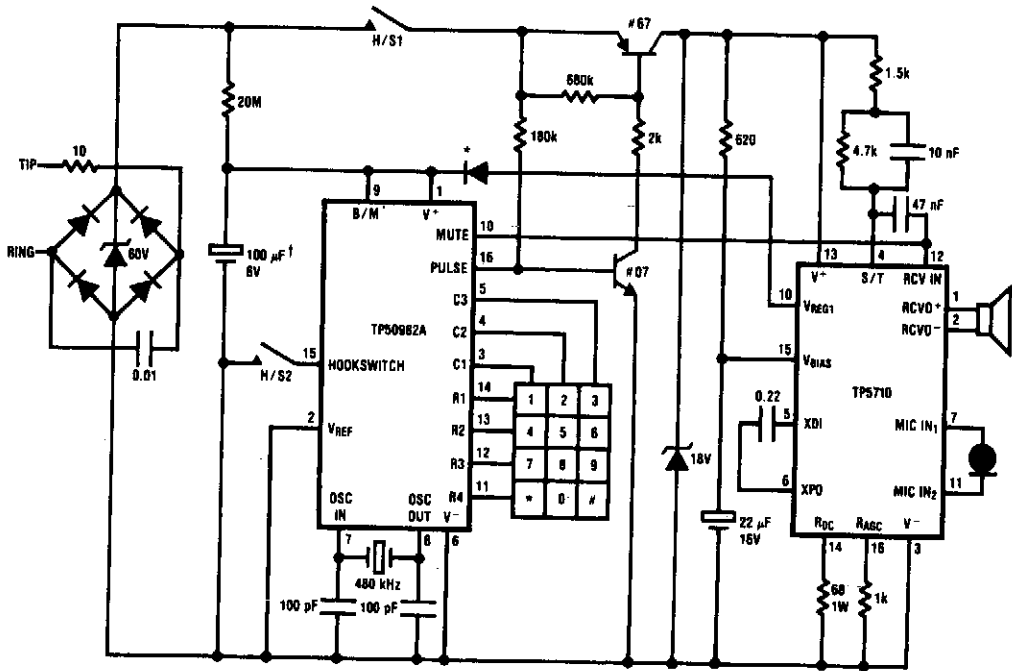 #67
H/S1
1.5k
680k
20M
180k
2k
620
4.7k
10 nF
TIP
10
47 nF
*
9
1
B/M
V+
RING
60V
100 µF†
6V
MUTE
18
PULSE
16
#07
13
4
12
V+
S/T
RCV IN
10
VREG1
1
RCVO+
2
RCVO−
C3
5
C2
4
C1
3
TP50982A
0.01
H/S2
15
HOOKSWITCH
15
VBIAS
TP5710
R1
14
R2
13
R3
12
R4
11
1 2 3
4 5 6
7 8 9
* 0 #
2
VREF
0.22
5
XDI
6
XPO
7
MIC IN1
11
MIC IN2
18V
OSC IN
OSC OUT
V−
7
8
6
480 kHz
100 pF
100 pF
22 µF
16V
RDC
RAGC
V−
14
16
3
68
1W
1k